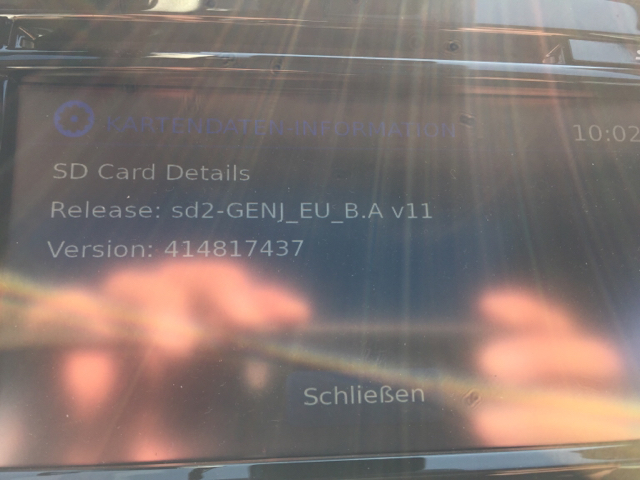 KARTENDATEN-INFORMATION
10:02
SD Card Details
Release: sd2-GENJ_EU_B.A v11
Version: 414817437
Schließen